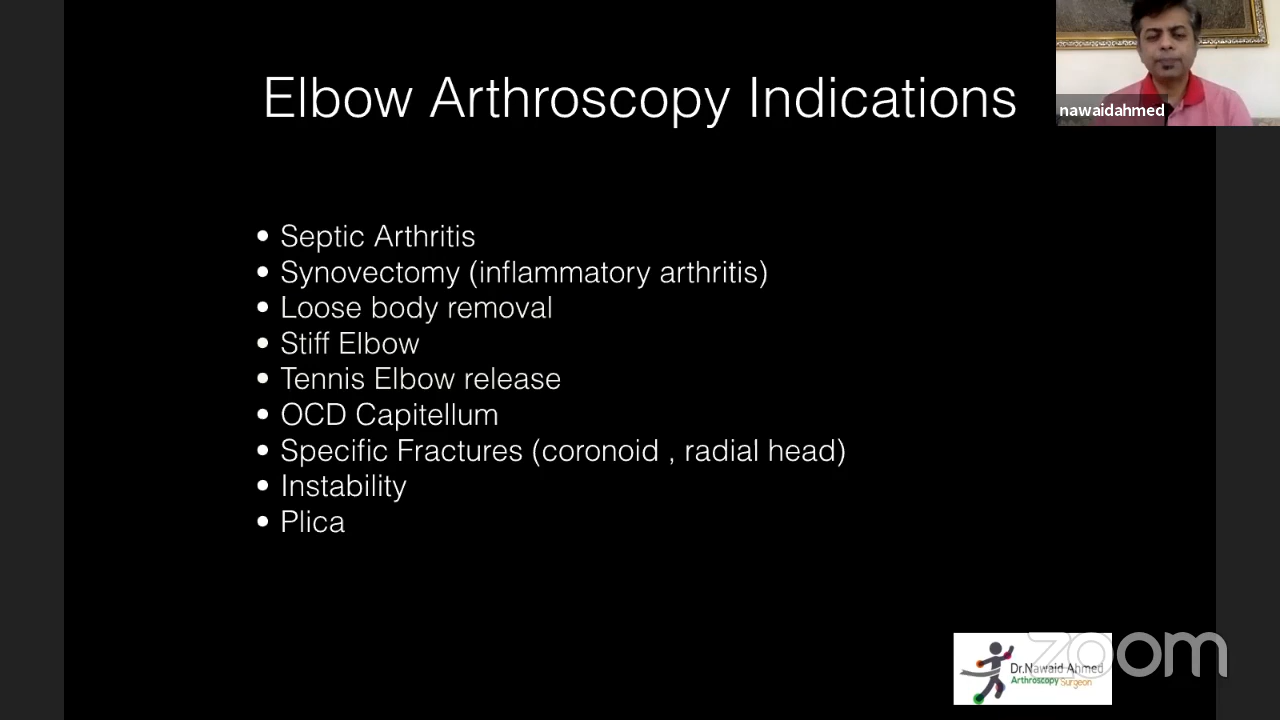 Elbow Arthroscopy Indications
nawaidahmed
• Septic Arthritis
• Synovectomy (inflammatory arthritis)
• Loose body removal
• Stiff Elbow
• Tennis Elbow release
• OCD Capitellum
• Specific Fractures (coronoid , radial head)
• Instability
• Plica
Dr.Nawaid Ahmed
Arthroscopy Surgeon
zoom